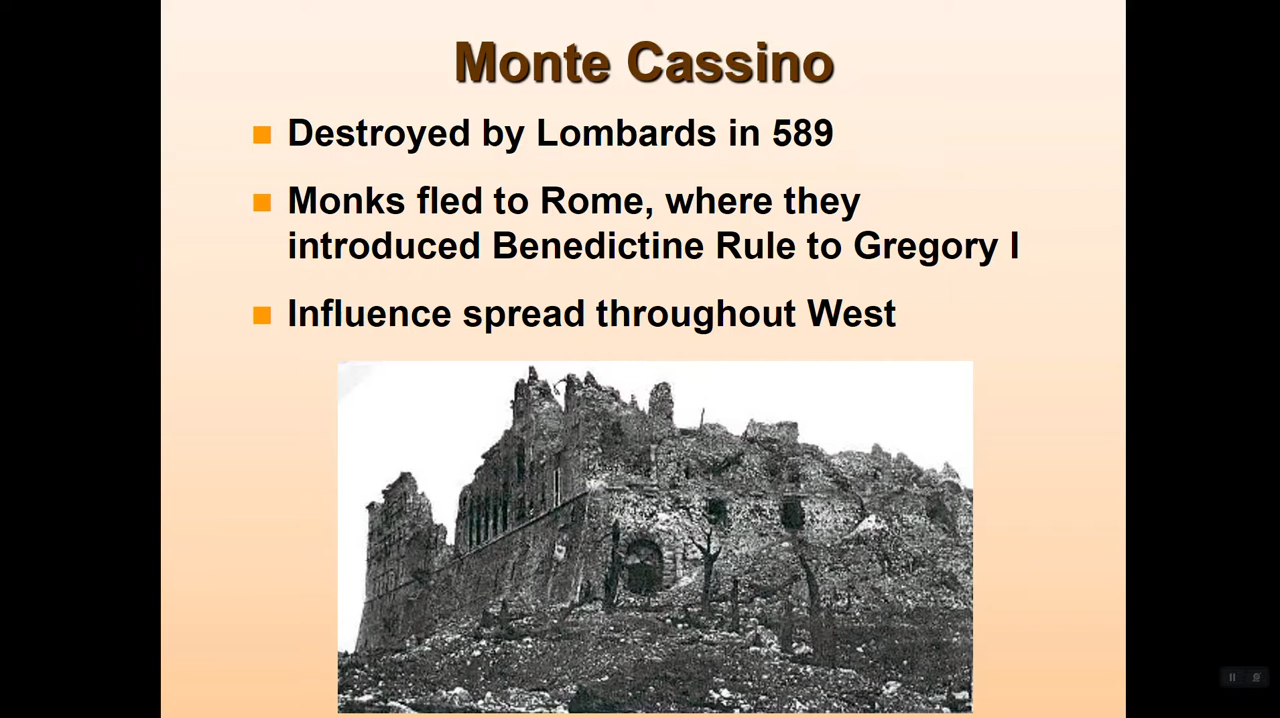 Monte Cassino
Destroyed by Lombards in 589
Monks fled to Rome, where they
introduced Benedictine Rule to Gregory I
Influence spread throughout West